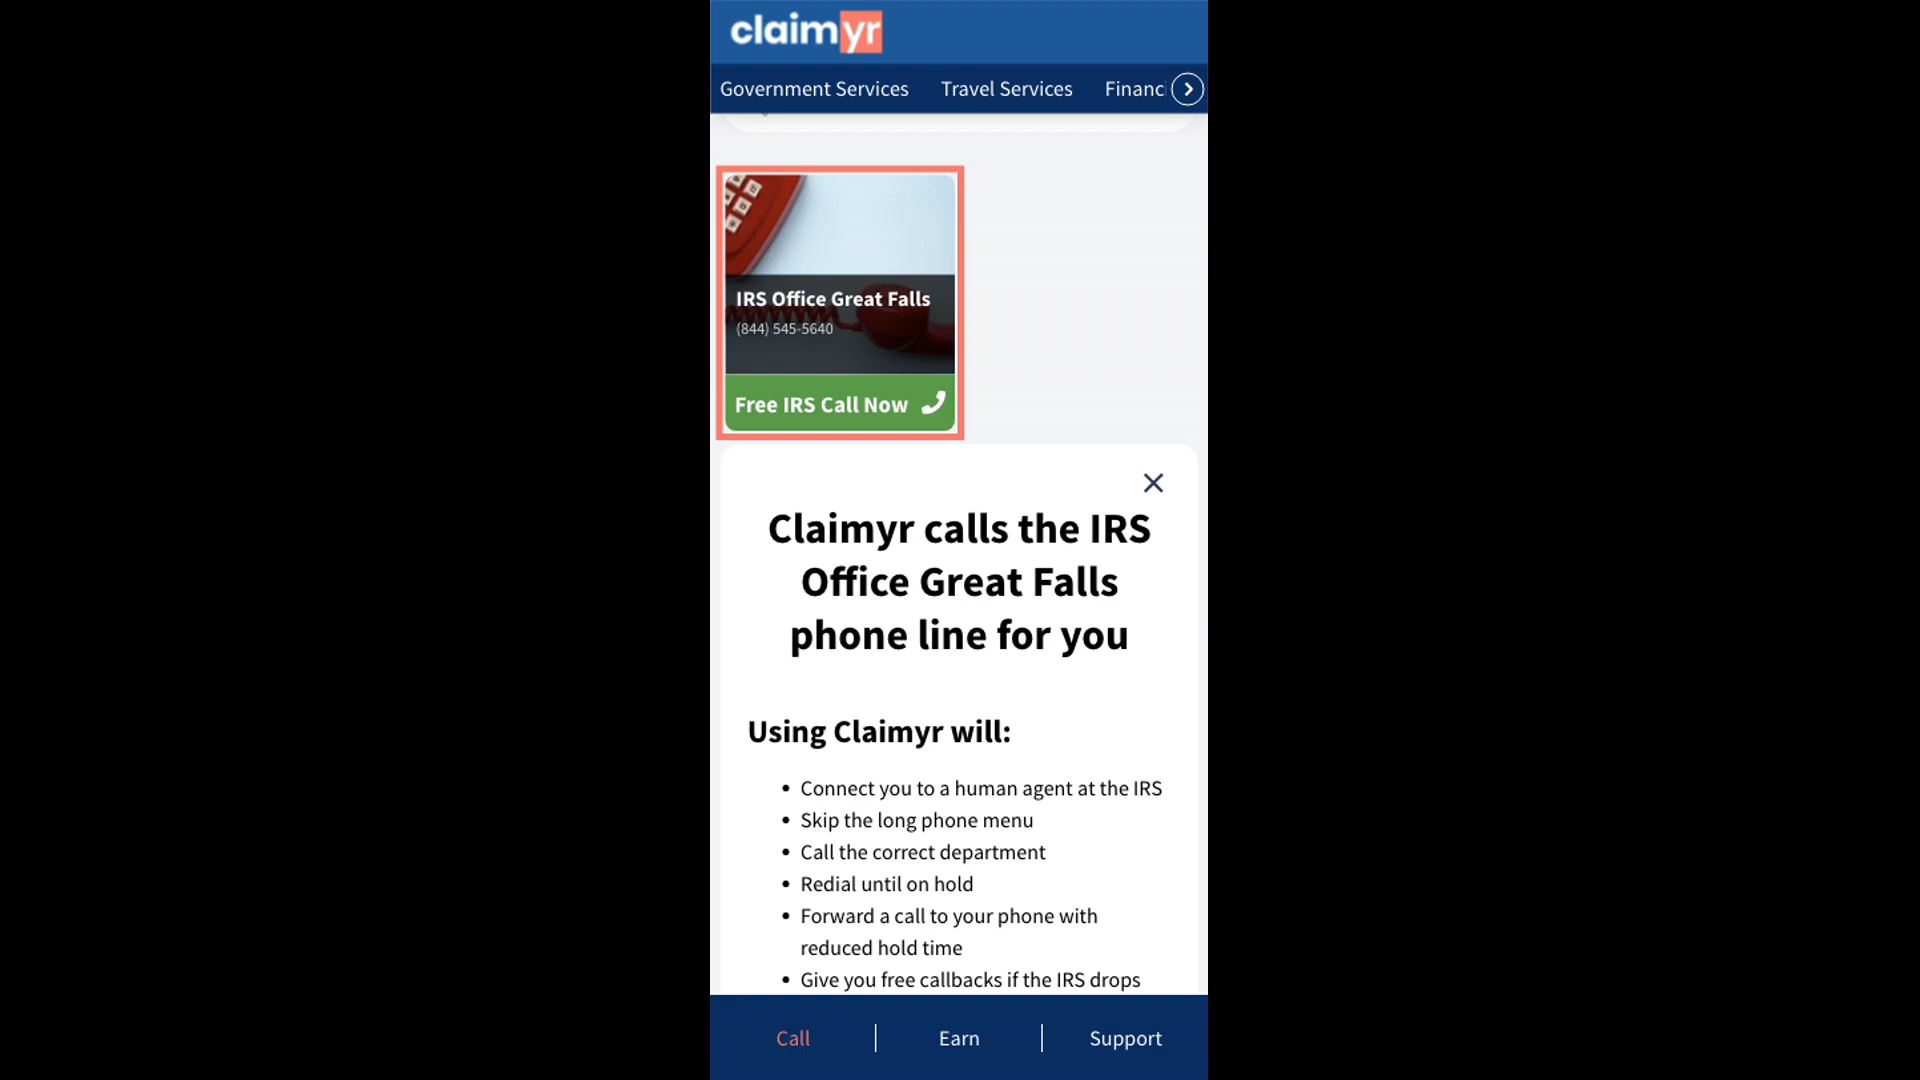 claimyr
Government Services Travel Services Financ
IRS Office Great Falls
(844) 545-5640
Free IRS Call Now
Claimyr calls the IRS
Office Great Falls
phone line for you
Using Claimyr will:
• Connect you to a human agent at the IRS
• Skip the long phone menu
• Call the correct department
• Redial until on hold
• Forward a call to your phone with
reduced hold time
• Give you free callbacks if the IRS drops
Call | Earn | Support